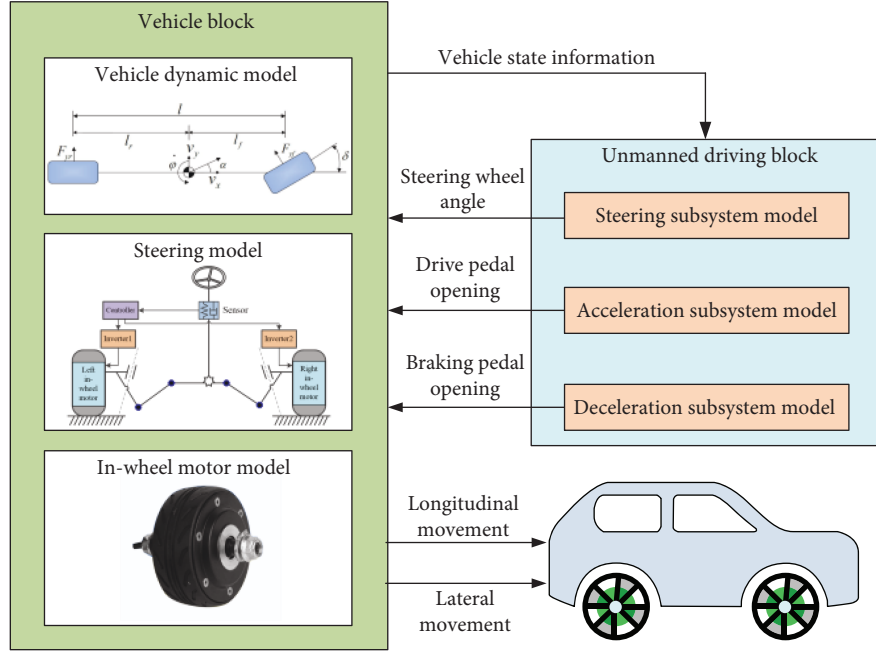 Vehicle block
Vehicle dynamic model
l
l_r
l_f
F_yr
v_y
φ̇
α
v_x
F_yf
δ
Steering model
Controller
Sensor
Inverter1
Inverter2
Left
in-
wheel
motor
Right
in-
wheel
motor
In-wheel motor model
Vehicle state information
Unmanned driving block
Steering wheel
angle
Steering subsystem model
Drive pedal
opening
Acceleration subsystem model
Braking pedal
opening
Deceleration subsystem model
Longitudinal
movement
Lateral
movement